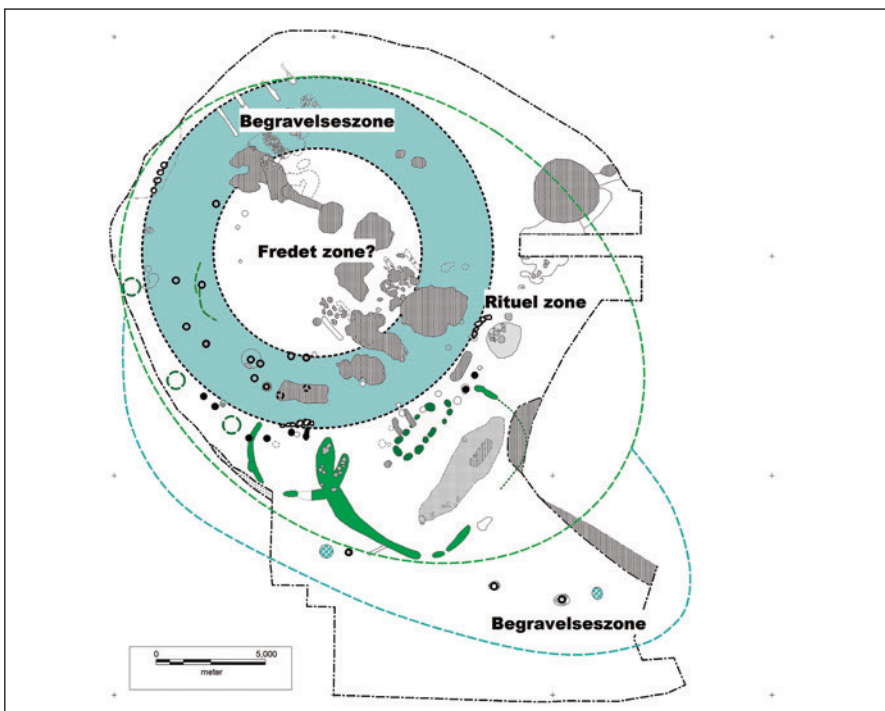 Begravelseszone
Fredet zone?
Rituel zone
Begravelseszone
0 5,000
meter